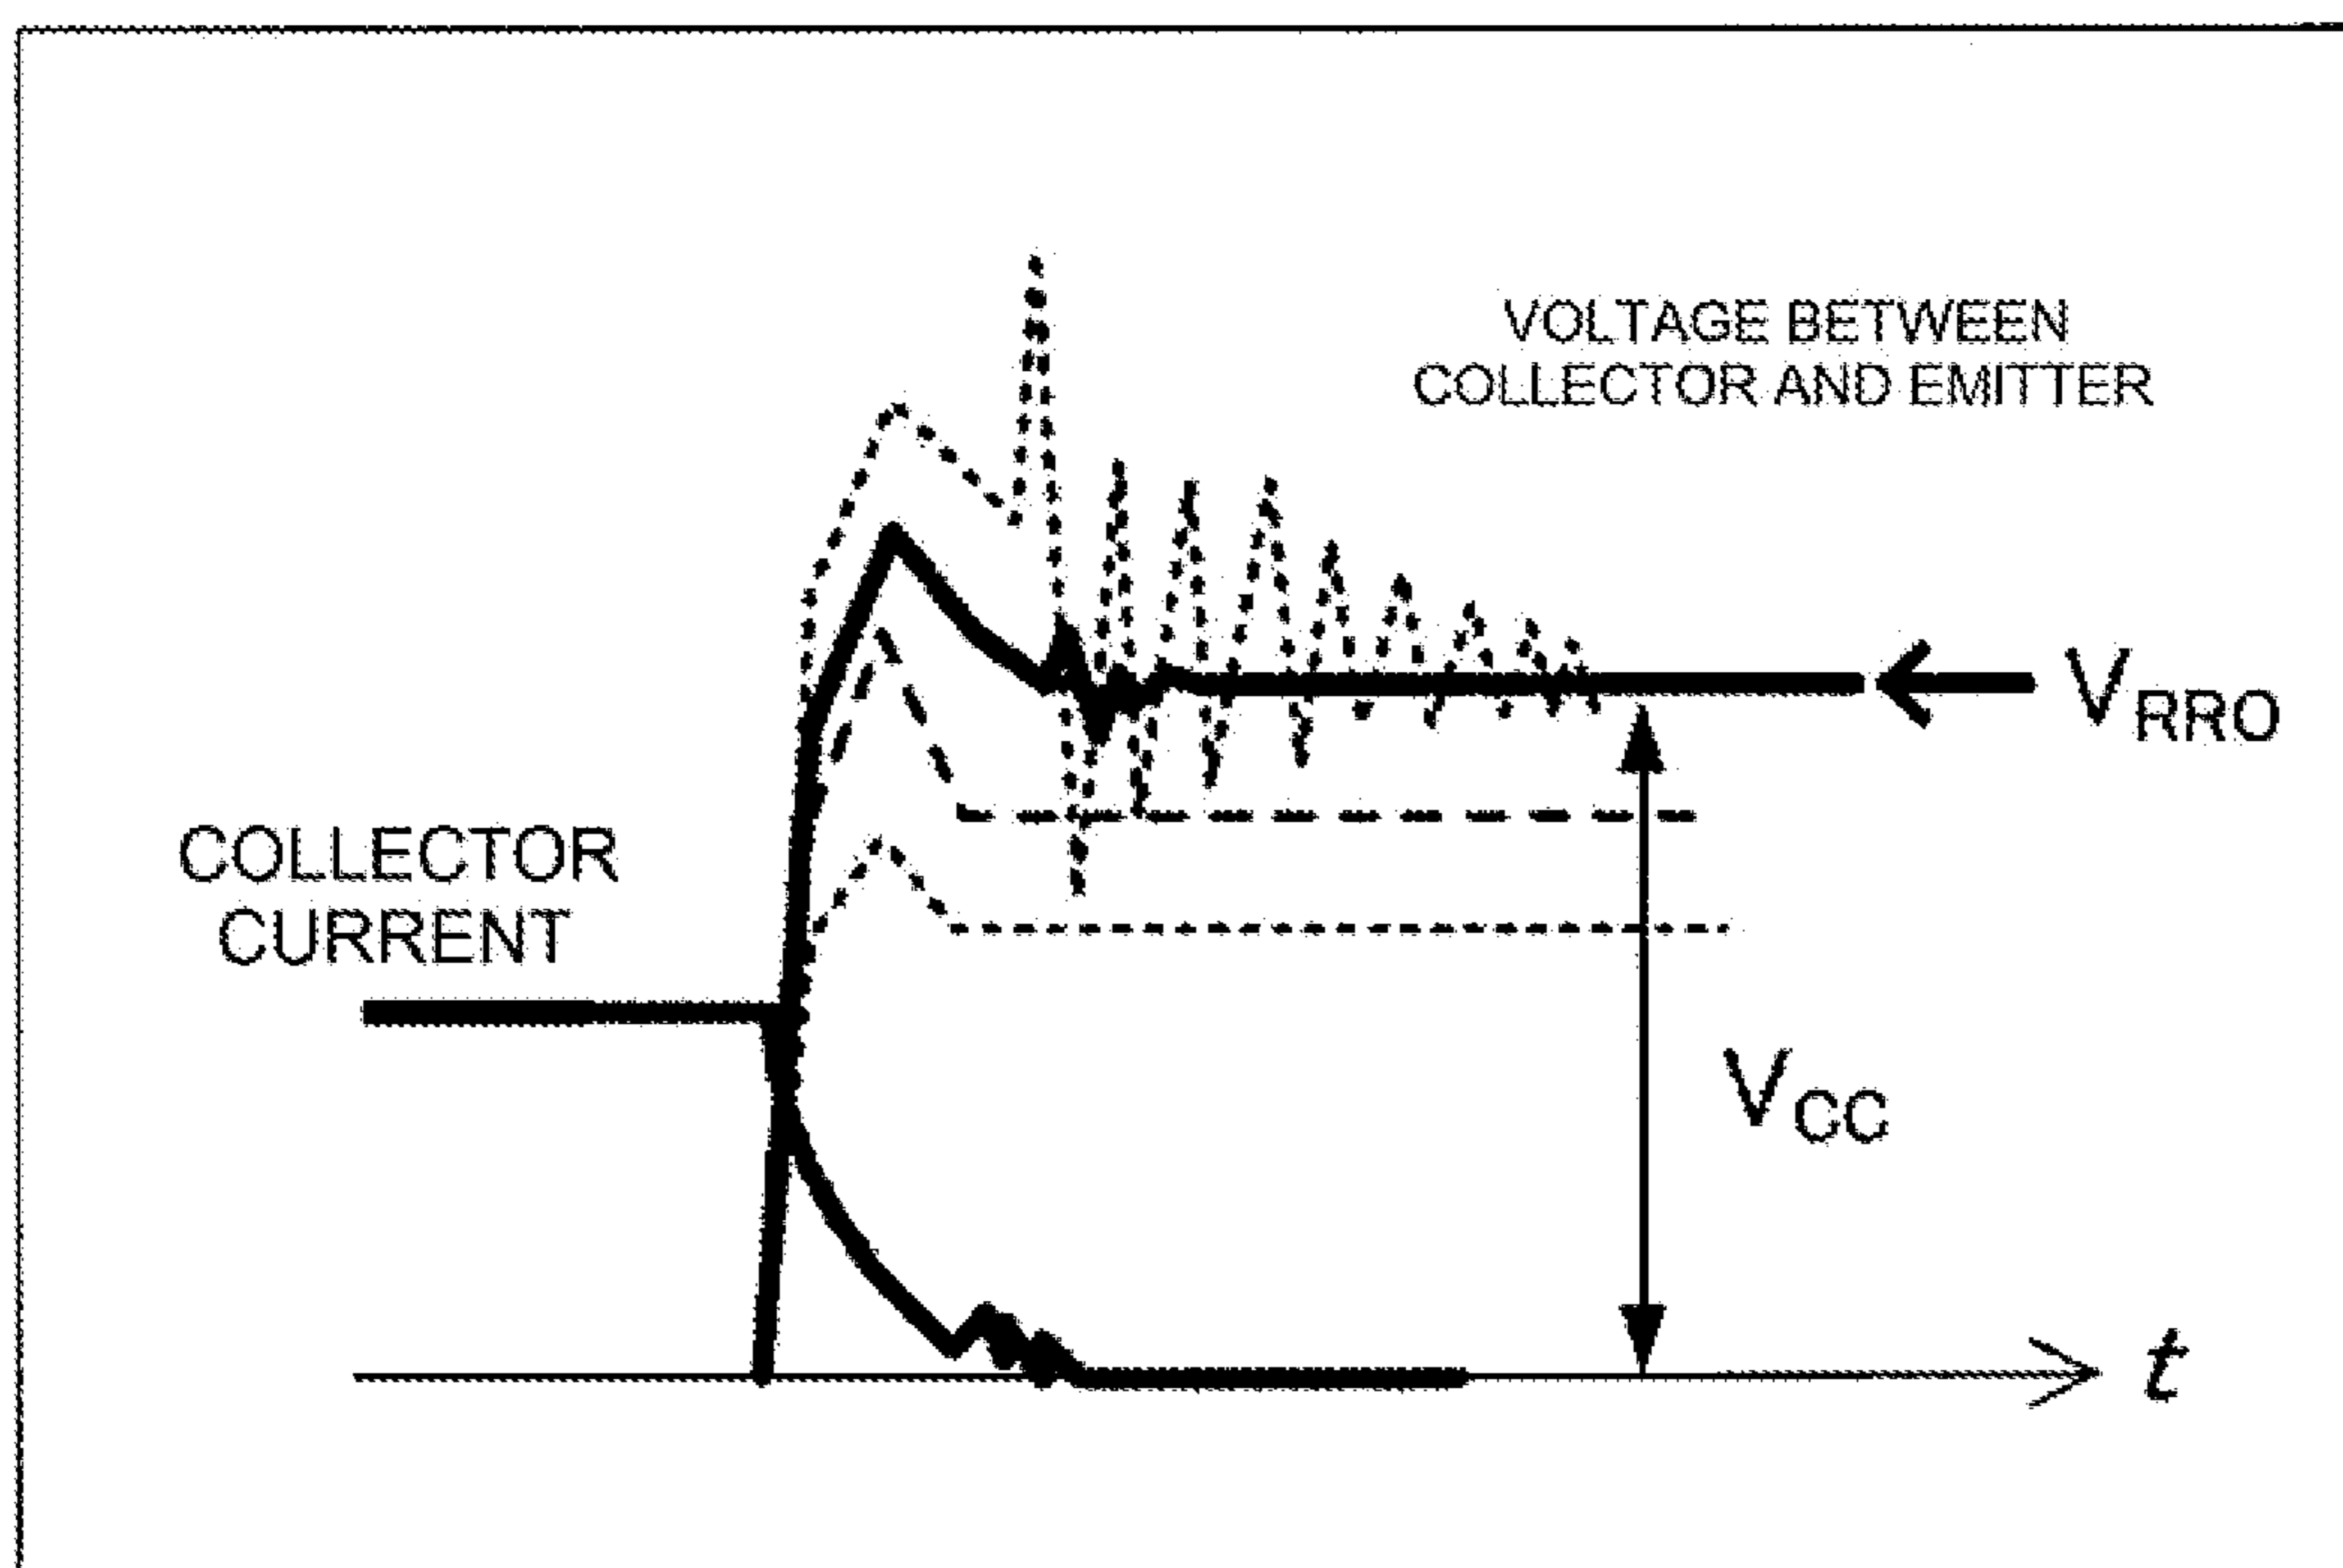 VOLTAGE BETWEEN
COLLECTOR AND EMITTER
VRRO
COLLECTOR
CURRENT
VCC
t